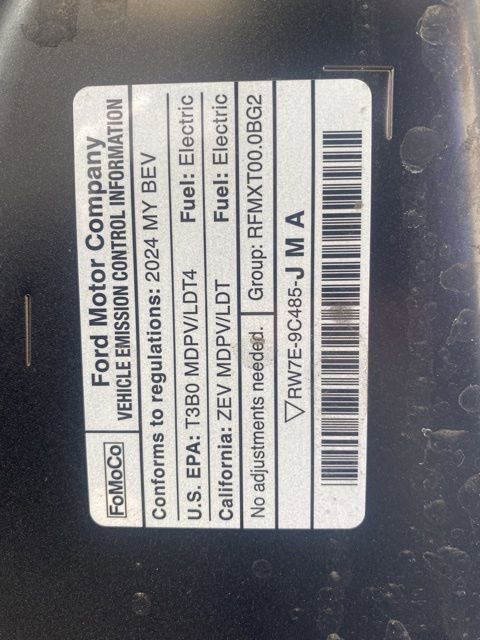 FoMoCo
Ford Motor Company
VEHICLE EMISSION CONTROL INFORMATION
Conforms to regulations: 2024 MY BEV
U.S. EPA: T3B0 MDPV/LDT4 Fuel: Electric
California: ZEV MDPV/LDT Fuel: Electric
No adjustments needed. Group: RFMXT00.0BG2
▽RW7E-9C485-J M A